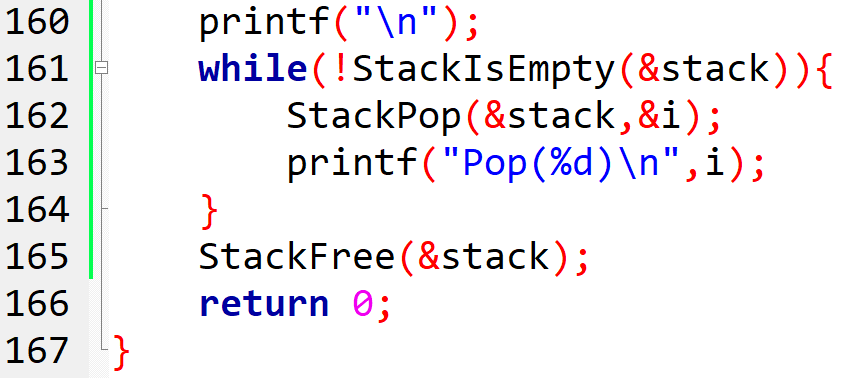 160 printf("\n");
161 while(!StackIsEmpty(&stack)){
162 StackPop(&stack,&i);
163 printf("Pop(%d)\n",i);
164 }
165 StackFree(&stack);
166 return 0;
167 }